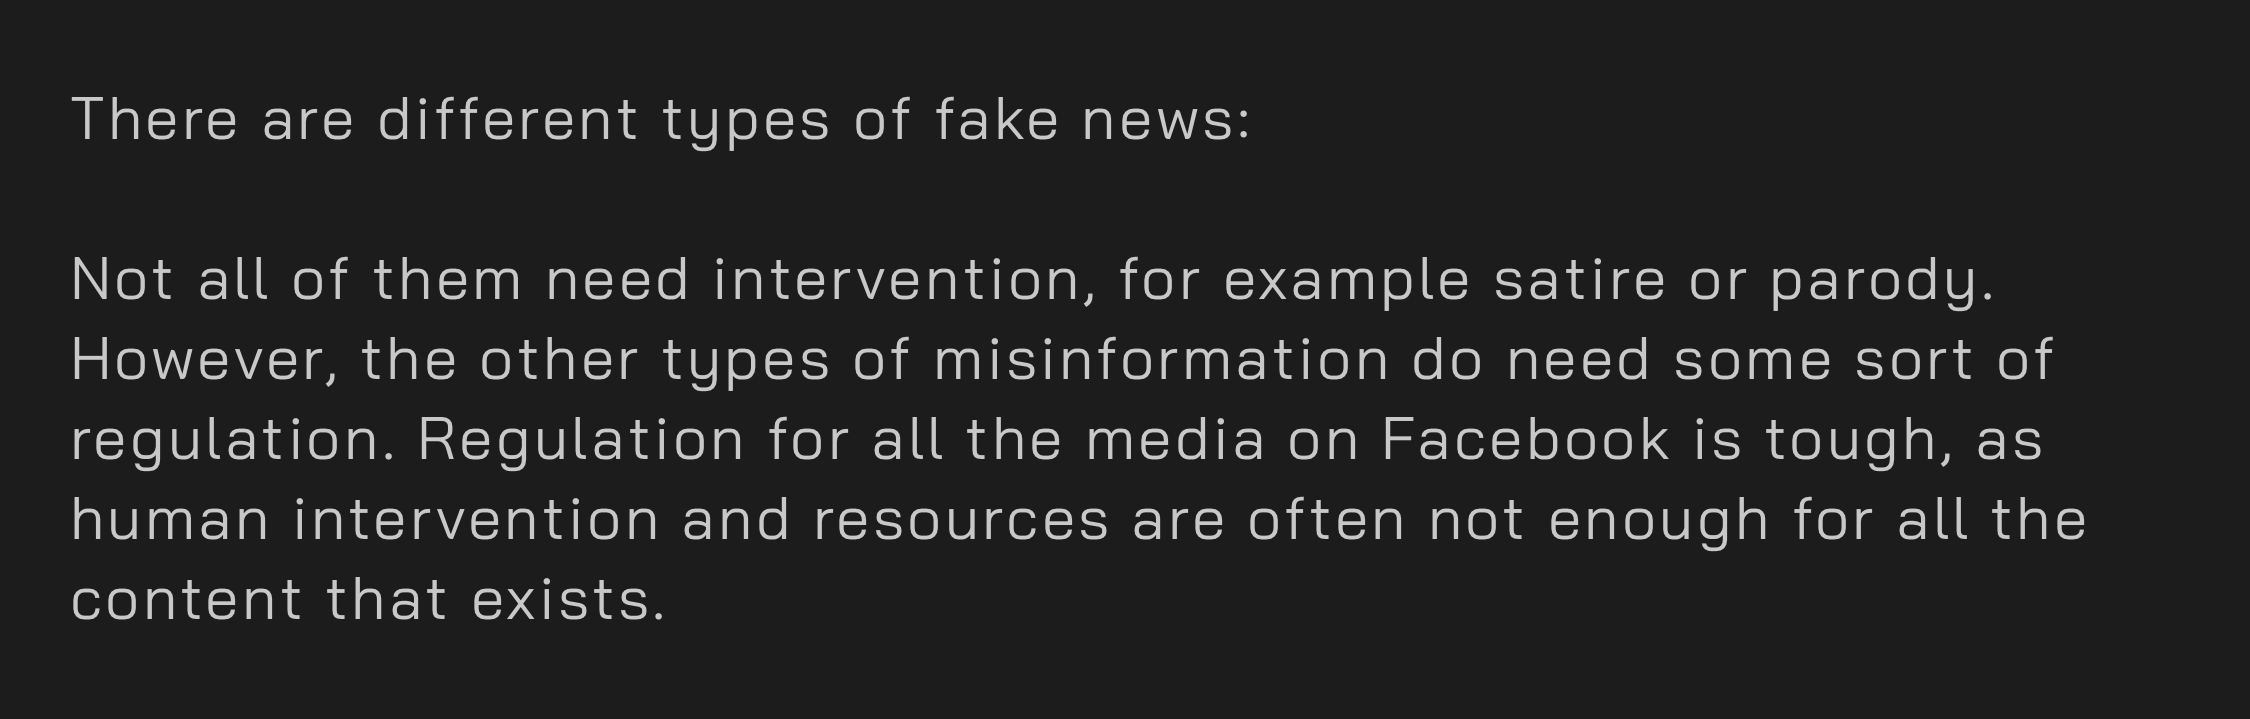 There are different types of fake news:
Not all of them need intervention, for example satire or parody.
However, the other types of misinformation do need some sort of
regulation. Regulation for all the media on Facebook is tough, as
human intervention and resources are often not enough for all the
content that exists.